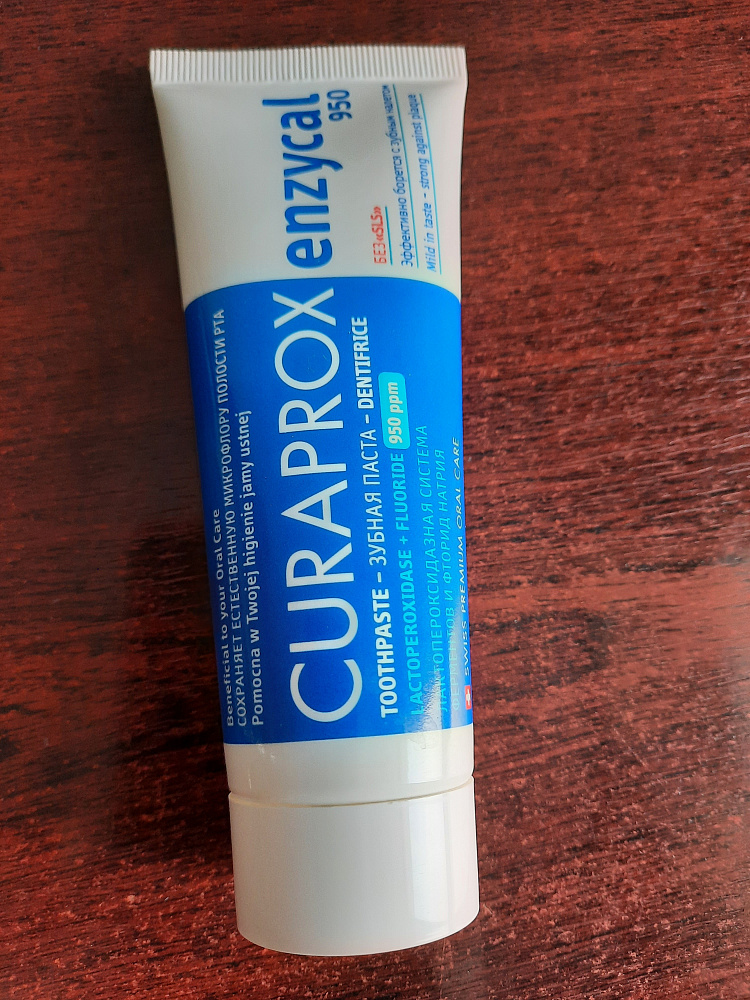 Beneficial to your Oral Care
СОХРАНЯЕТ ЕСТЕСТВЕННУЮ МИКРОФЛОРУ ПОЛОСТИ РТА
Pomocna w Twojej higienie jamy ustnej
CURAPROX enzycal
950
TOOTHPASTE – ЗУБНАЯ ПАСТА – DENTIFRICE
LACTOPEROXIDASE + FLUORIDE 950 ppm
ЛАКТОПЕРОКСИДАЗНАЯ СИСТЕМА
ФЕРМЕНТОВ И ФТОРИД НАТРИЯ
SWISS PREMIUM ORAL CARE
БЕЗ «SLS»
Эффективно борется с зубным налетом
Mild in taste – strong against plaque